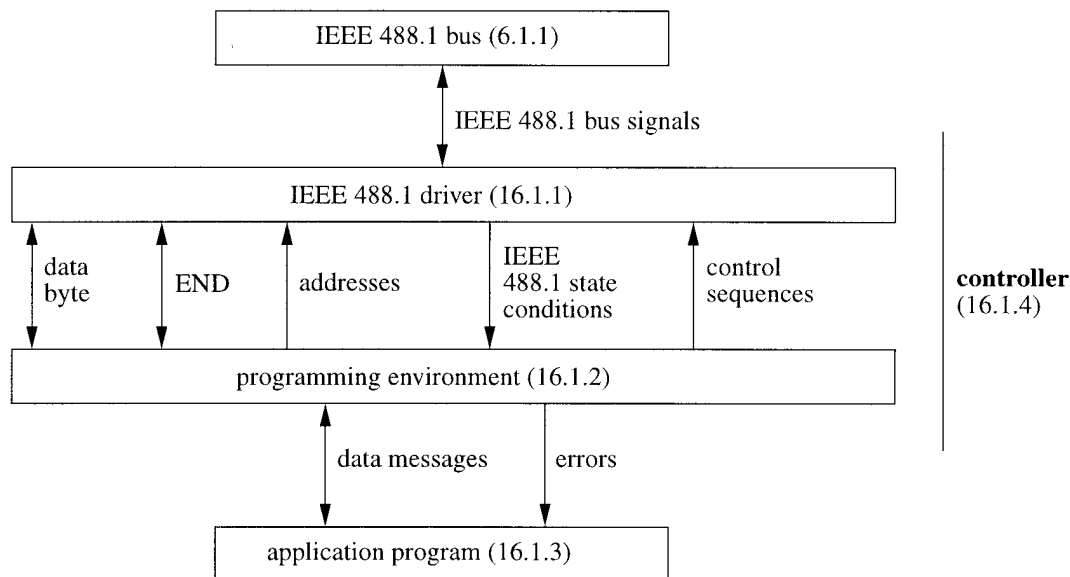 IEEE 488.1 bus (6.1.1)
IEEE 488.1 bus signals
IEEE 488.1 driver (16.1.1)
data
byte
END
addresses
IEEE
488.1 state
conditions
control
sequences
controller
(16.1.4)
programming environment (16.1.2)
data messages
errors
application program (16.1.3)